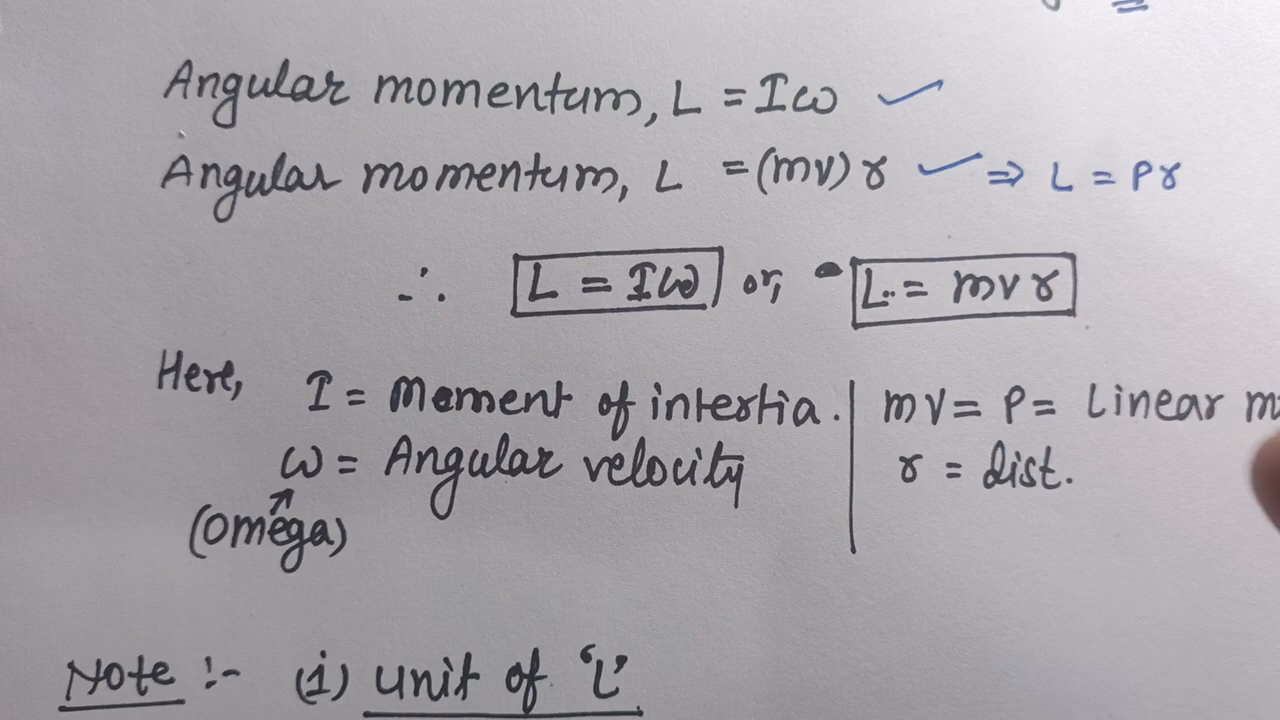 Angular momentum, L = Iω ✓
Angular momentum, L = (mv) r ✓ ⇒ L = Pr
∴ L = Iω or, L = mvr
Here, I = Moment of intertia. | mv = P = Linear m
ω = Angular velocity | r = dist.
(omega)
Note :- (i) unit of 'L'